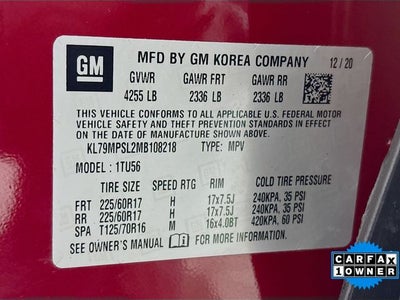 GM
MFD BY GM KOREA COMPANY 12/20
GVWR GAWR FRT GAWR RR
4255 LB 2336 LB 2336 LB
THIS VEHICLE CONFORMS TO ALL APPLICABLE U.S. FEDERAL MOTOR
VEHICLE SAFETY AND THEFT PREVENTION STANDARDS IN EFFECT ON
THE DATE OF MANUFACTURE SHOWN ABOVE.
KL79MPSL2MB108218 TYPE: MPV
MODEL: 1TU56
TIRE SIZE SPEED RTG RIM COLD TIRE PRESSURE
FRT 225/60R17 H 17x7.5J 240KPA, 35 PSI
RR 225/60R17 H 17x7.5J 240KPA, 35 PSI
SPA T125/70R16 M 16x4.0BT 420KPA, 60 PSI
SEE OWNER'S MANUAL FOR MORE INFORMATION.
CARFAX
1 OWNER